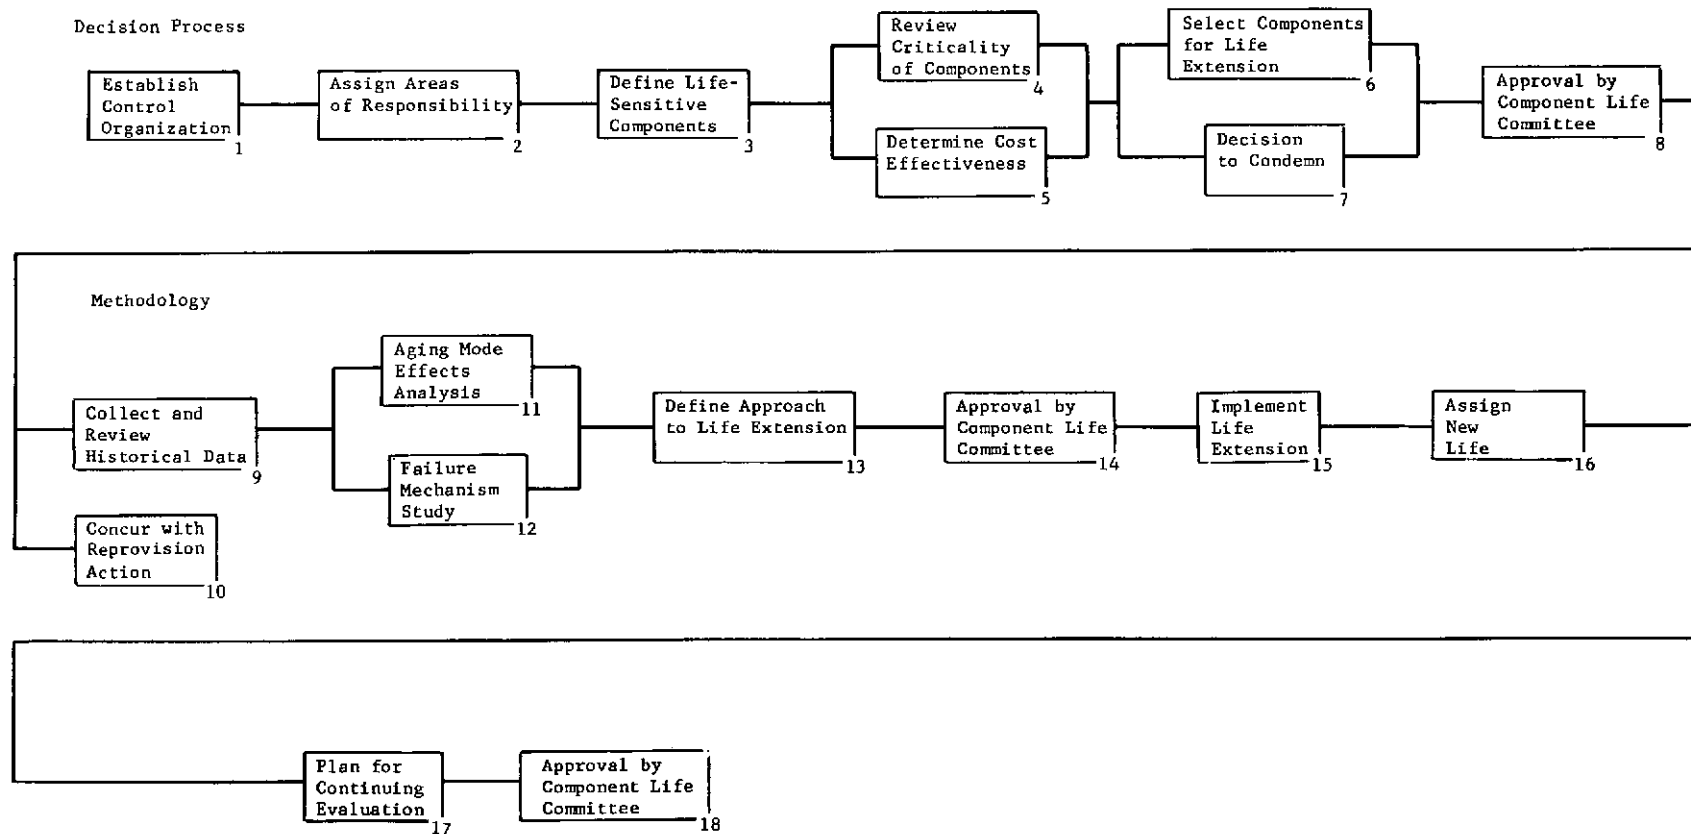 Decision Process
Establish
Control
Organization
1
Assign Areas
of Responsibility
2
Define Life-
Sensitive
Components
3
Review
Criticality
of Components
4
Determine Cost
Effectiveness
5
Select Components
for Life
Extension
6
Decision
to Condemn
7
Approval by
Component Life
Committee
8
Methodology
Collect and
Review
Historical Data
9
Concur with
Reprovision
Action
10
Aging Mode
Effects
Analysis
11
Failure
Mechanism
Study
12
Define Approach
to Life Extension
13
Approval by
Component Life
Committee
14
Implement
Life
Extension
15
Assign
New
Life
16
Plan for
Continuing
Evaluation
17
Approval by
Component Life
Committee
18